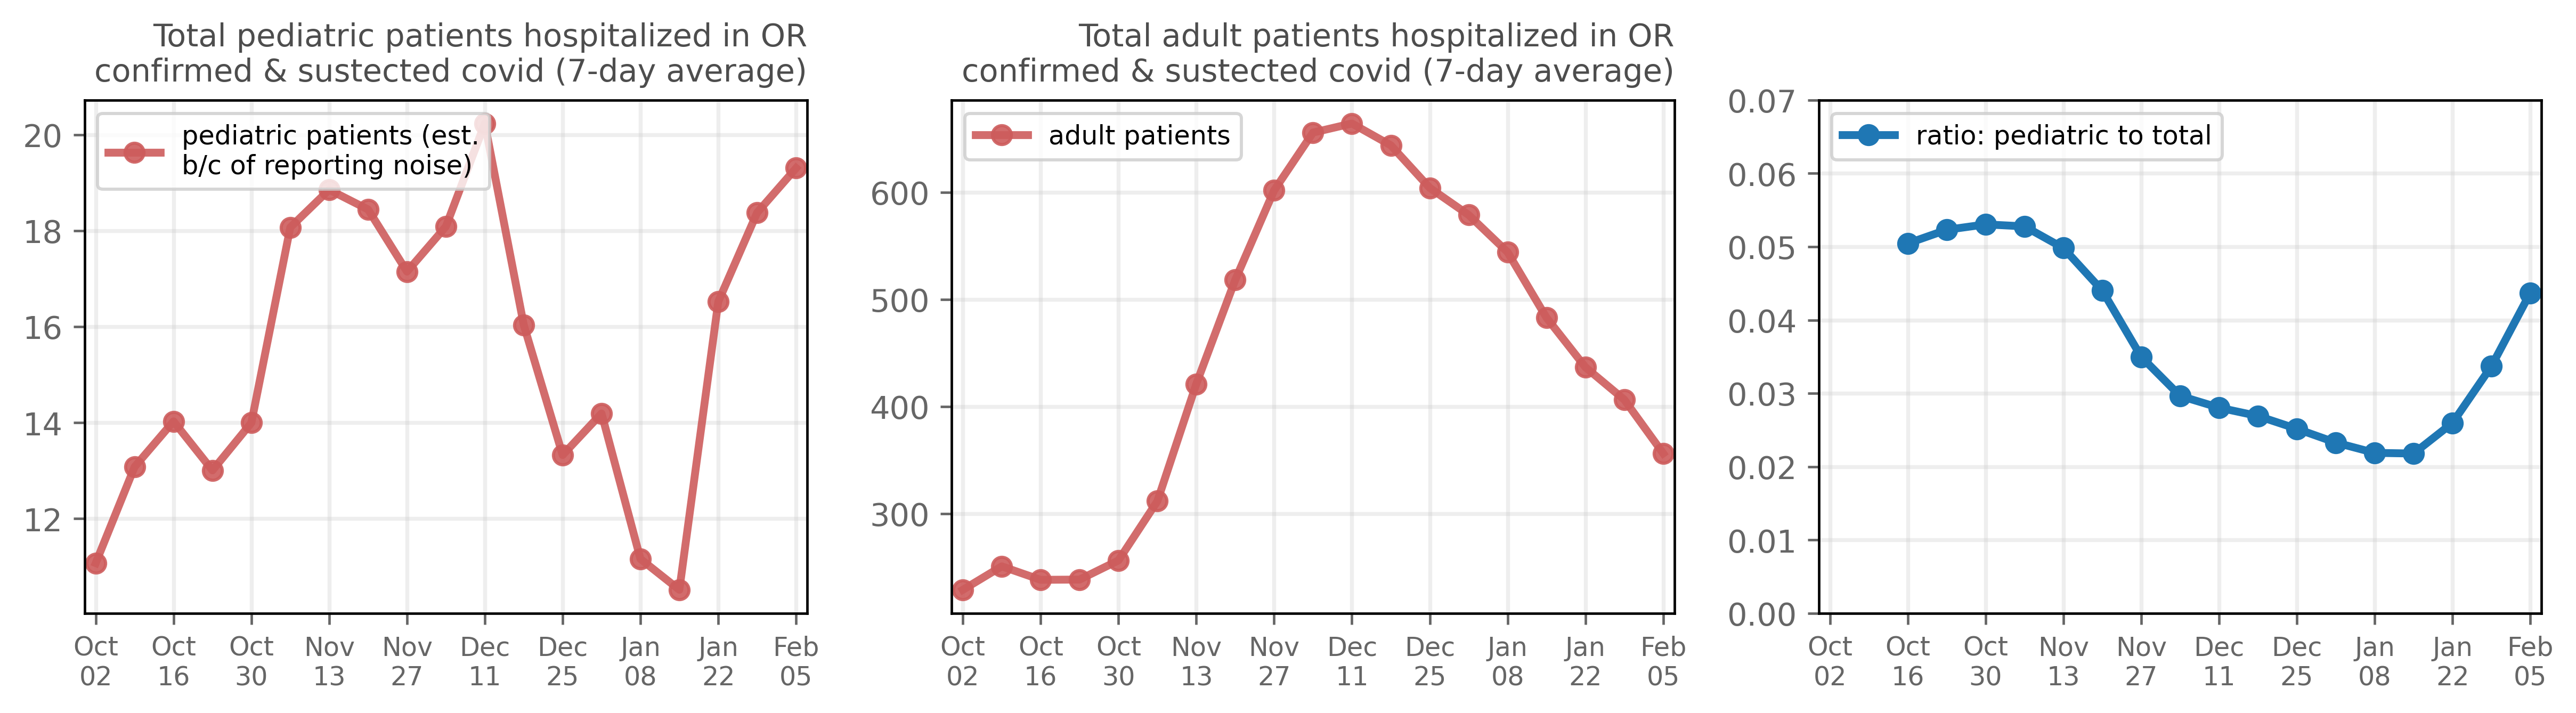 Total pediatric patients hospitalized in OR
confirmed & sustected covid (7-day average)
pediatric patients (est.
b/c of reporting noise)
20
18
16
14
12
Oct Oct Oct Nov Nov Dec Dec Jan Jan Feb
02 16 30 13 27 11 25 08 22 05
Total adult patients hospitalized in OR
confirmed & sustected covid (7-day average)
adult patients
600
500
400
300
Oct Oct Oct Nov Nov Dec Dec Jan Jan Feb
02 16 30 13 27 11 25 08 22 05
ratio: pediatric to total
0.07
0.06
0.05
0.04
0.03
0.02
0.01
0.00
Oct Oct Oct Nov Nov Dec Dec Jan Jan Feb
02 16 30 13 27 11 25 08 22 05